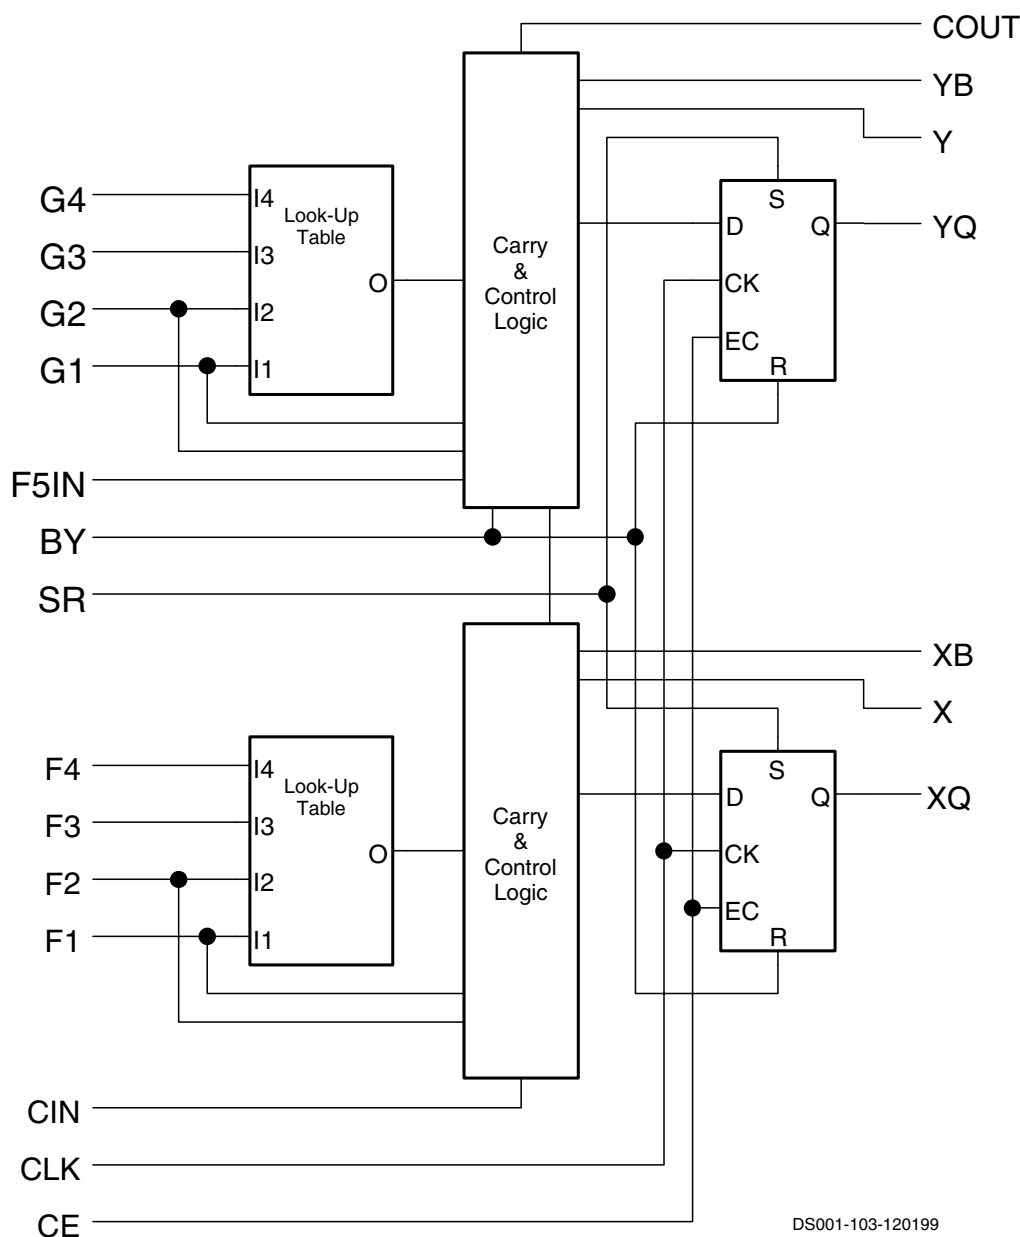 COUT
YB
Y
G4
I4
Look-Up
Table
S
G3
I3
D
Q
YQ
Carry
&
Control
Logic
O
CK
G2
I2
EC
G1
I1
R
F5IN
BY
SR
XB
X
F4
I4
Look-Up
Table
S
F3
I3
D
Q
XQ
Carry
&
Control
Logic
O
CK
F2
I2
EC
F1
I1
R
CIN
CLK
CE
DS001-103-120199